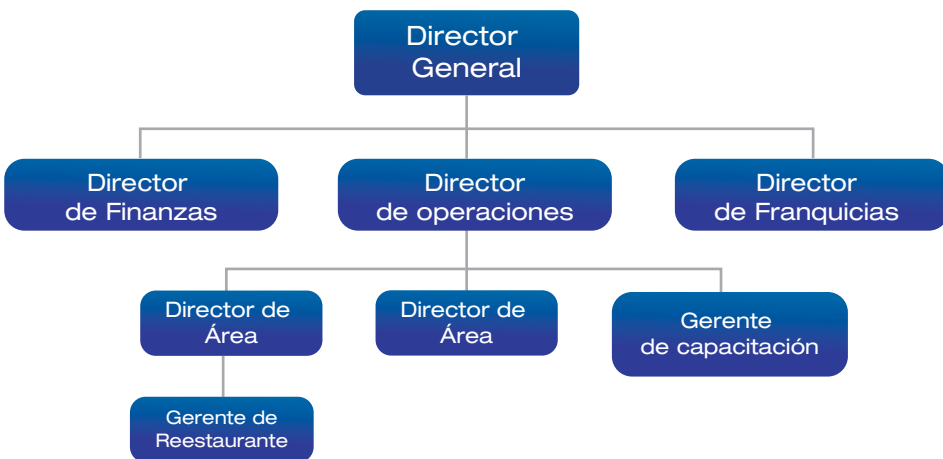 Director
General
Director
de Finanzas
Director
de operaciones
Director
de Franquicias
Director de
Área
Director de
Área
Gerente
de capacitación
Gerente de
Reestaurante